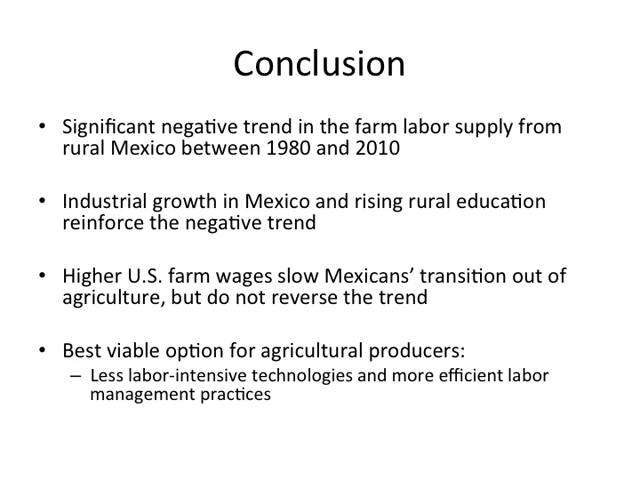 Conclusion
• Significant negative trend in the farm labor supply from
rural Mexico between 1980 and 2010
• Industrial growth in Mexico and rising rural education
reinforce the negative trend
• Higher U.S. farm wages slow Mexicans’ transition out of
agriculture, but do not reverse the trend
• Best viable option for agricultural producers:
– Less labor-intensive technologies and more efficient labor
management practices